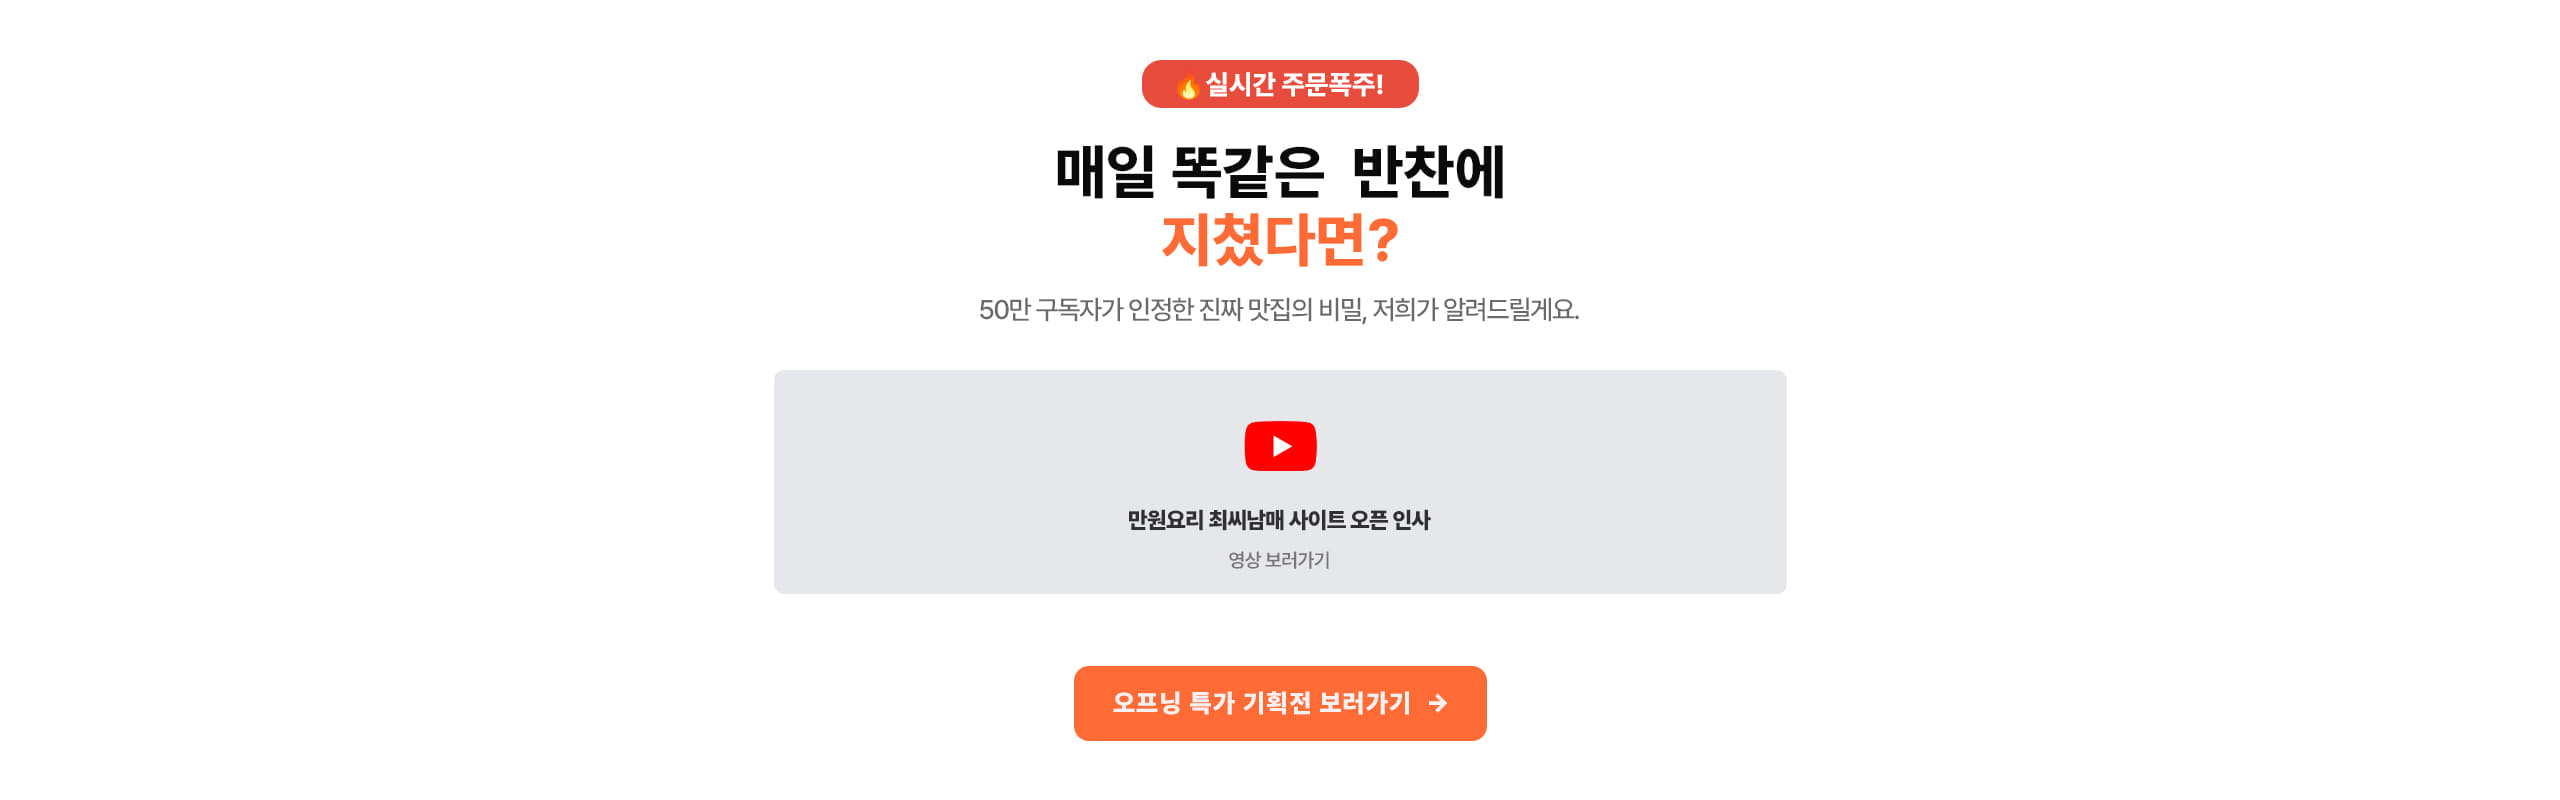 🔥실시간 주문폭주!
매일 똑같은 반찬에
지쳤다면?
50만 구독자가 인정한 진짜 맛집의 비밀, 저희가 알려드릴게요.
만원요리 최씨남매 사이트 오픈 인사
영상 보러가기
오프닝 특가 기획전 보러가기 →